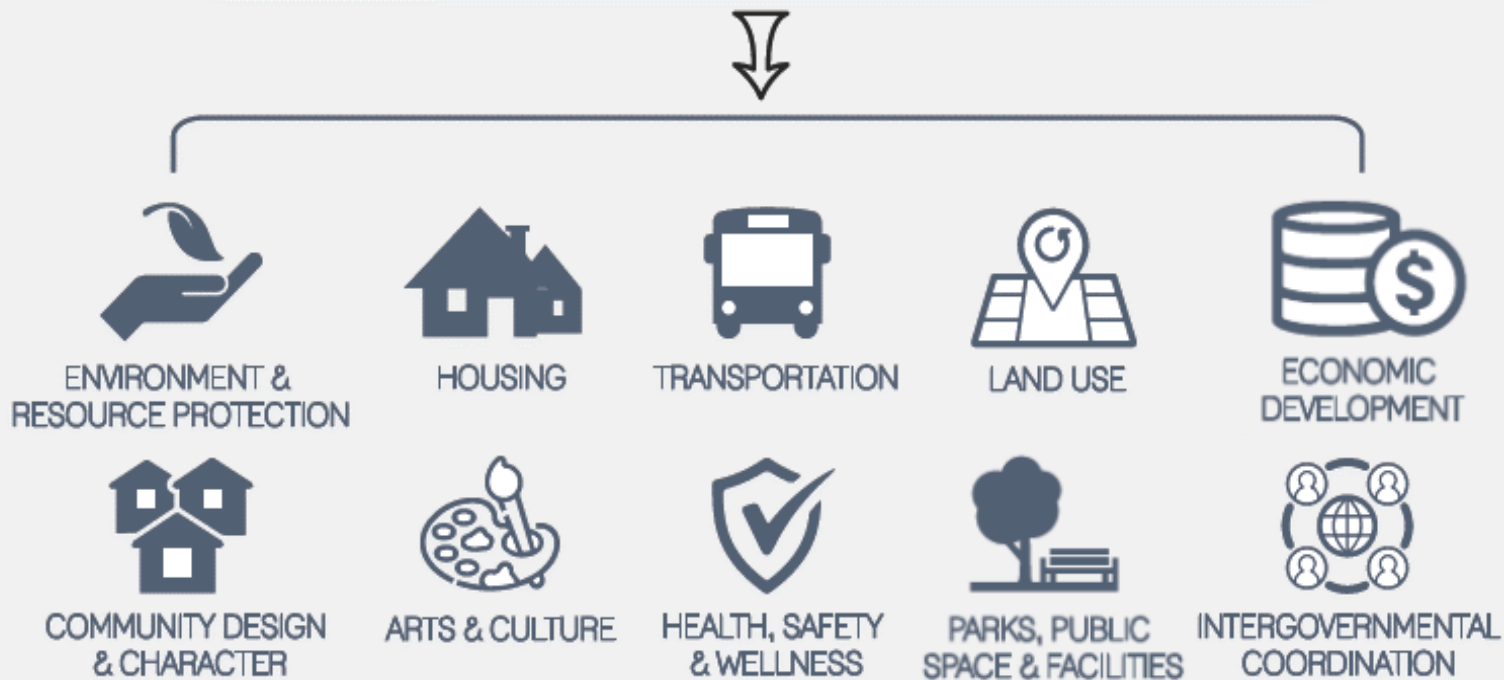 ENVIRONMENT &
RESOURCE PROTECTION
HOUSING
TRANSPORTATION
LAND USE
ECONOMIC
DEVELOPMENT
COMMUNITY DESIGN
& CHARACTER
ARTS & CULTURE
HEALTH, SAFETY
& WELLNESS
PARKS, PUBLIC
SPACE & FACILITIES
INTERGOVERNMENTAL
COORDINATION